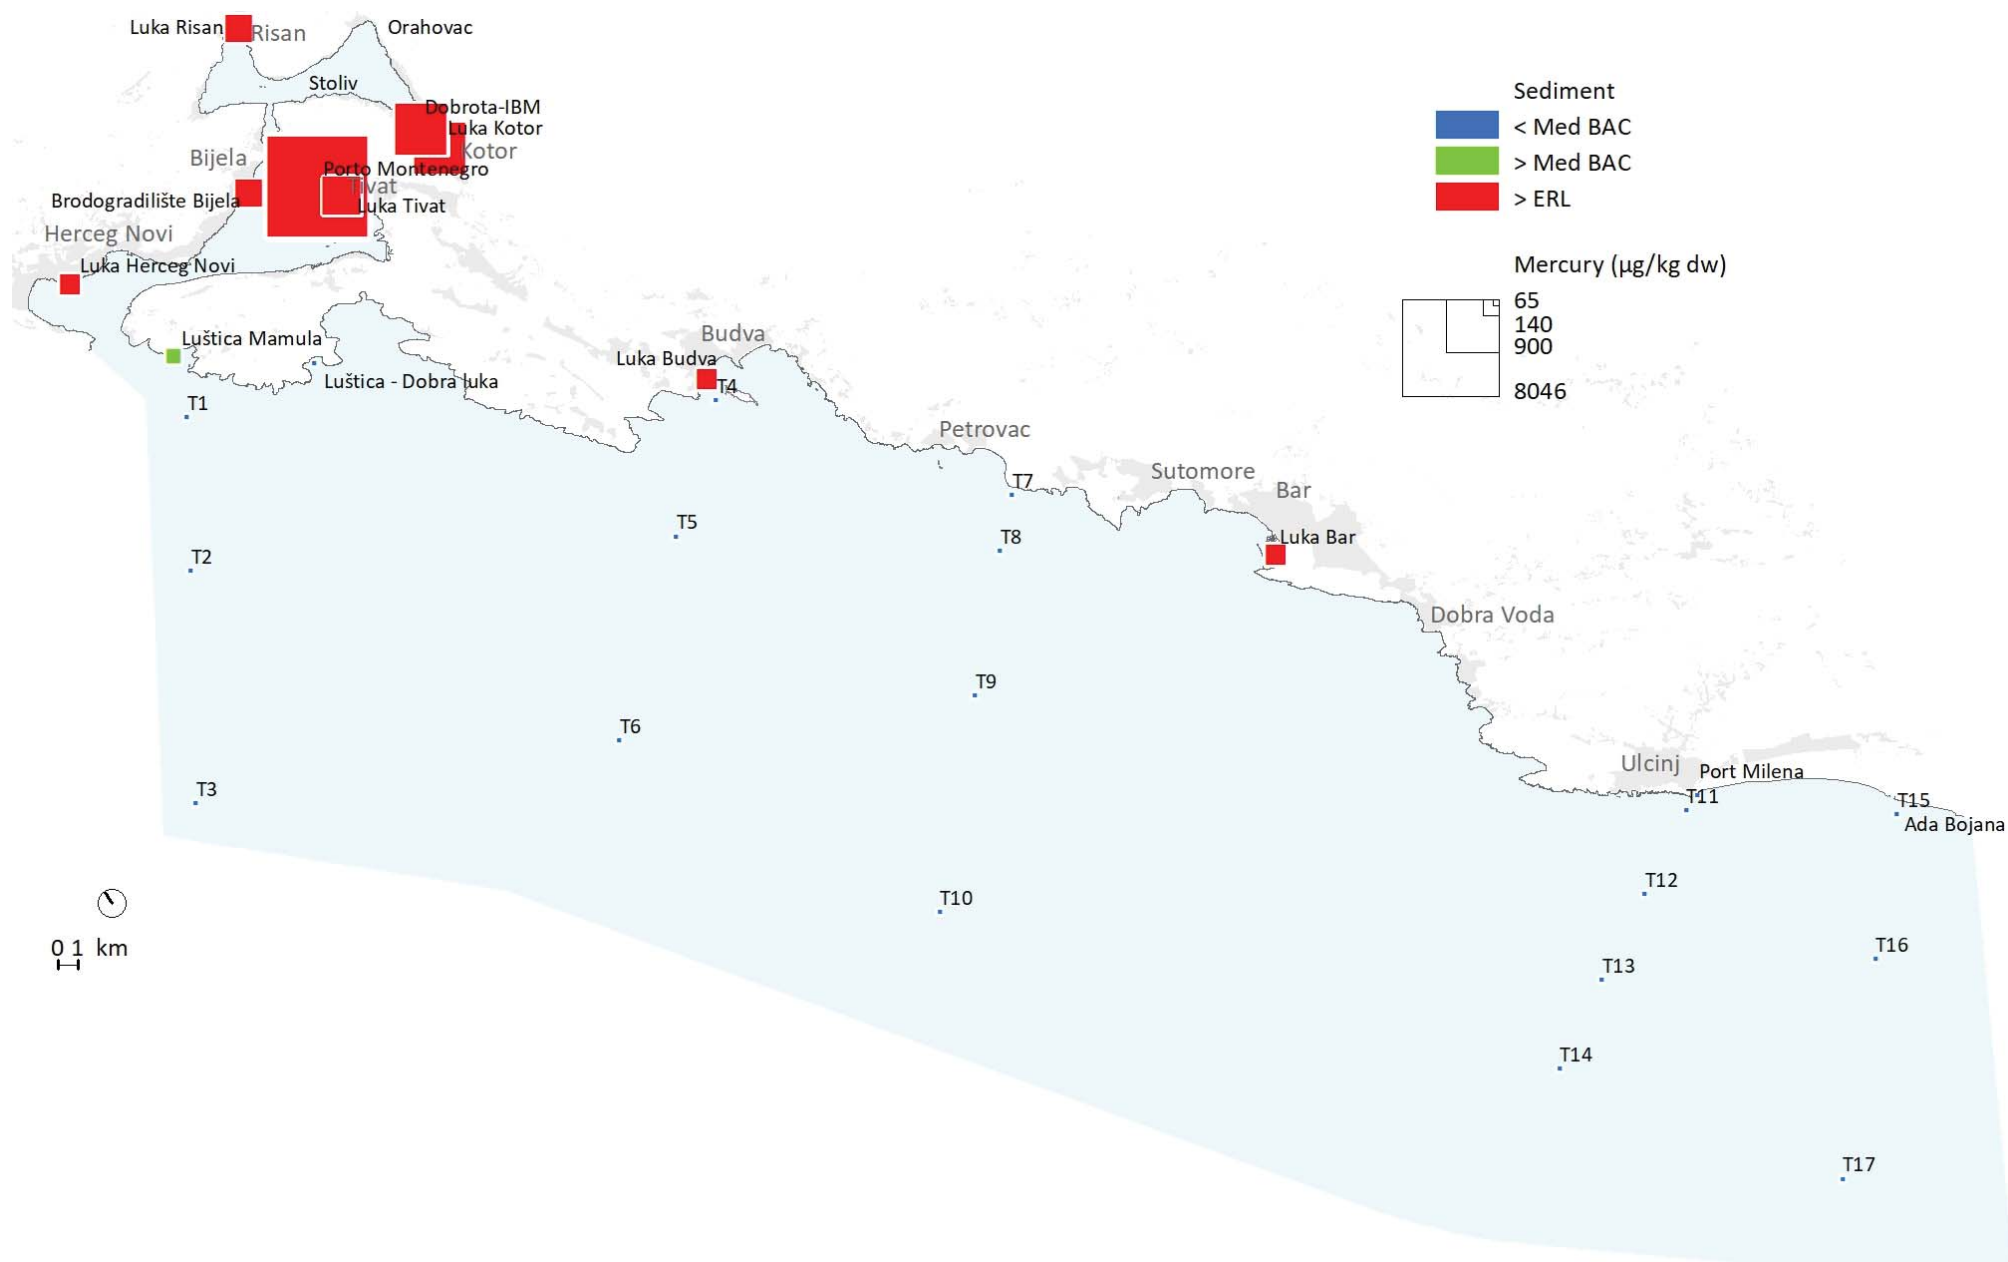 Luka Risan
Risan
Orahovac
Stoliv
Dobrota-IBM
Luka Kotor
Kotor
Bijela
Porto Montenegro
Tivat
Brodogradilište Bijela
Luka Tivat
Herceg Novi
Luka Herceg Novi
Luštica Mamula
Luštica - Dobra luka
Budva
Luka Budva
T4
T1
Petrovac
Sutomore
T7
Bar
T5
T8
Luka Bar
T2
Dobra Voda
T9
T6
Ulcinj
Port Milena
T3
T11
T15
Ada Bojana
T12
T10
T16
T13
T14
T17
0 1 km
Sediment
< Med BAC
> Med BAC
> ERL
Mercury (µg/kg dw)
65
140
900
8046